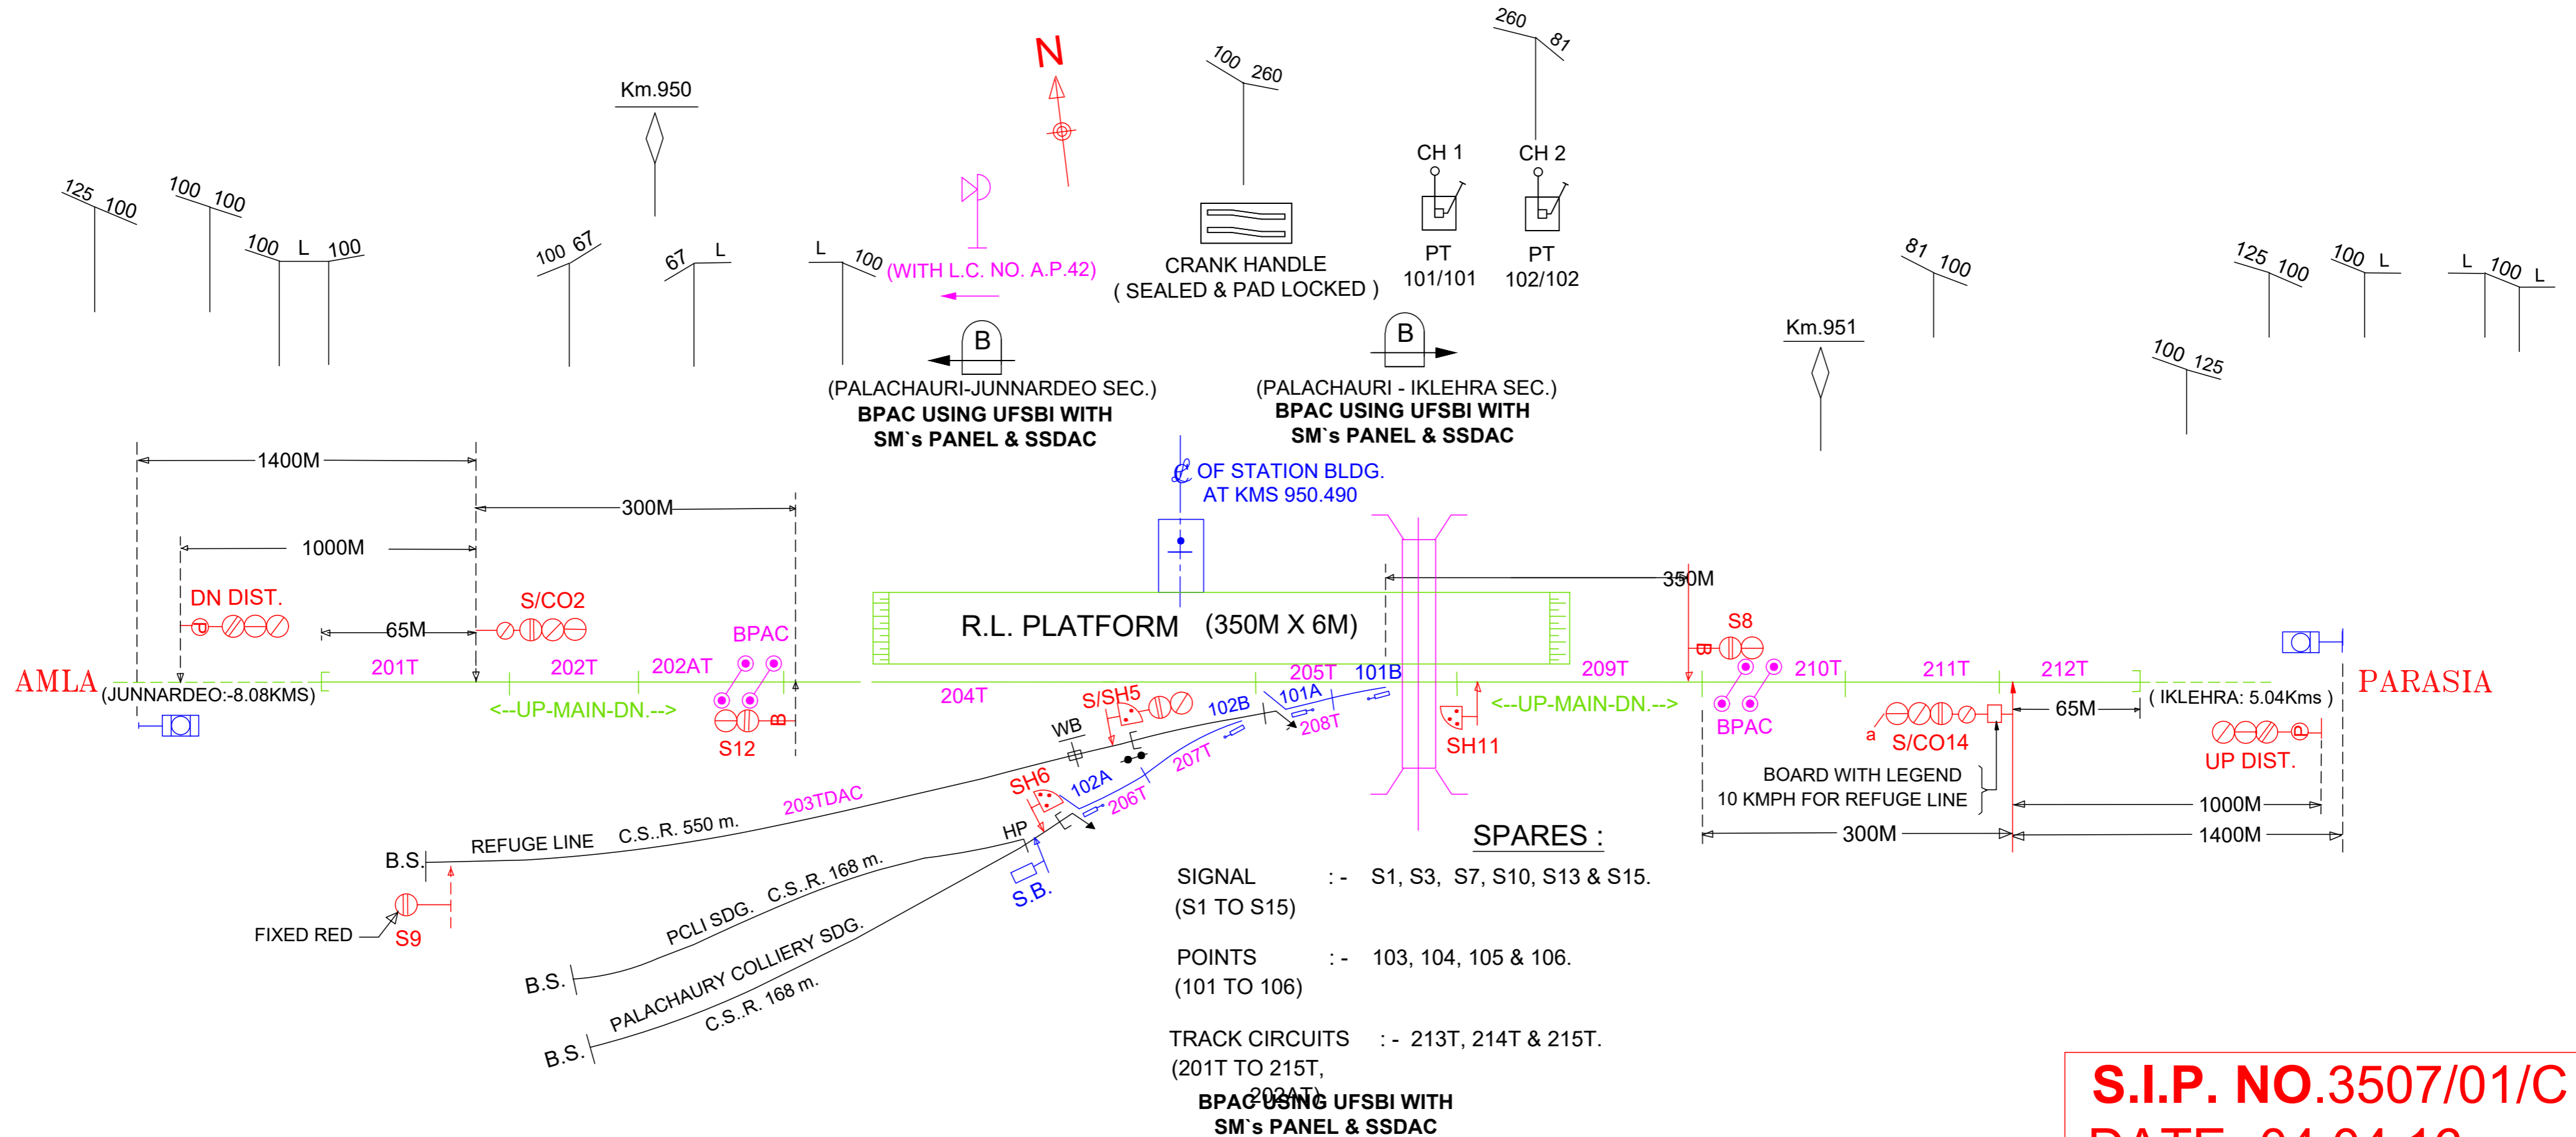 260 81
N
100 260
Km.950
CH 1
CH 2
125 100
100 100
100 L 100
100 67
67 L
L 100
(WITH L.C. NO. A.P.42)
CRANK HANDLE
( SEALED & PAD LOCKED )
PT
101/101
PT
102/102
81 100
125 100
100 L
L 100 L
Km.951
100 125
B
B
(PALACHAURI-JUNNARDEO SEC.)
BPAC USING UFSBI WITH
SM`s PANEL & SSDAC
(PALACHAURI - IKLEHRA SEC.)
BPAC USING UFSBI WITH
SM`s PANEL & SSDAC
1400M
OF STATION BLDG.
AT KMS 950.490
300M
1000M
350M
DN DIST.
P
S/CO2
65M
BPAC
R.L. PLATFORM (350M X 6M)
S8
B
AMLA
(JUNNARDEO:-8.08KMS)
201T
202T
202AT
204T
205T
101B
101A
209T
210T
211T
212T
( IKLEHRA: 5.04Kms )
PARASIA
<--UP-MAIN-DN.-->
<--UP-MAIN-DN.-->
S12
B
S/SH5
102B
208T
SH11
BPAC
a
S/CO14
65M
P
UP DIST.
WB
207T
SH6
102A
206T
BOARD WITH LEGEND
10 KMPH FOR REFUGE LINE
1000M
300M
1400M
203TDAC
REFUGE LINE C.S..R. 550 m.
HP
B.S.
S.B.
FIXED RED
S9
PCLI SDG. C.S..R. 168 m.
B.S.
PALACHAURY COLLIERY SDG.
C.S..R. 168 m.
B.S.
SPARES :
SIGNAL : - S1, S3, S7, S10, S13 & S15.
(S1 TO S15)
POINTS : - 103, 104, 105 & 106.
(101 TO 106)
TRACK CIRCUITS : - 213T, 214T & 215T.
(201T TO 215T,
202AT)
BPAC USING UFSBI WITH
SM`s PANEL & SSDAC
S.I.P. NO.3507/01/C